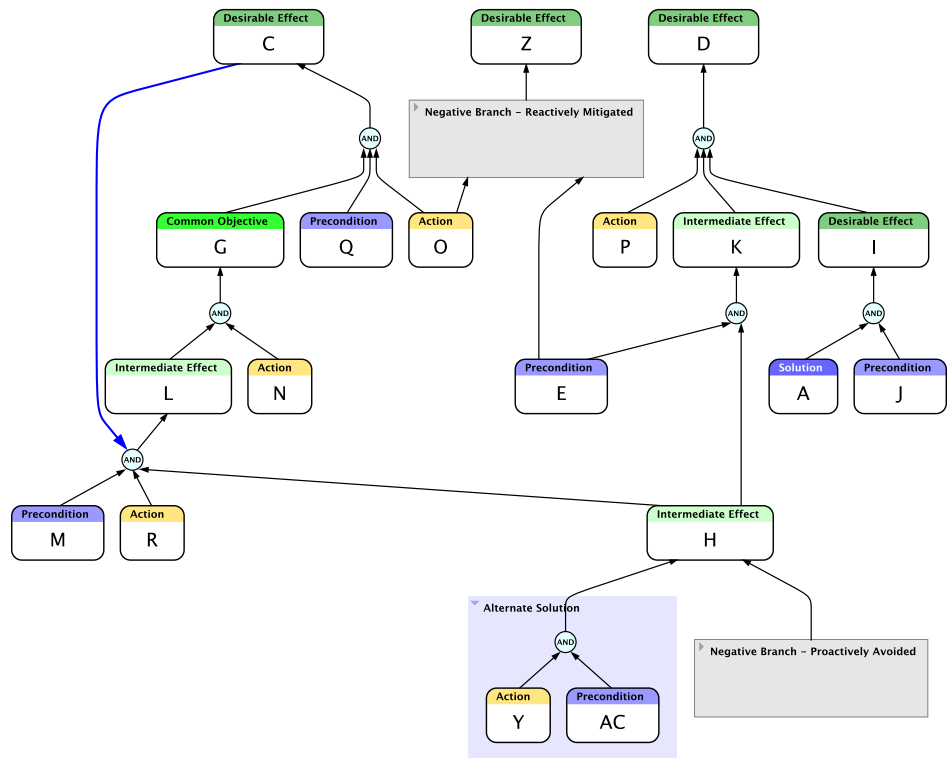 Desirable Effect
C
Desirable Effect
Z
Desirable Effect
D
Negative Branch – Reactively Mitigated
AND
AND
Common Objective
G
Precondition
Q
Action
O
Action
P
Intermediate Effect
K
Desirable Effect
I
AND
AND
AND
Intermediate Effect
L
Action
N
Precondition
E
Solution
A
Precondition
J
AND
Precondition
M
Action
R
Intermediate Effect
H
Alternate Solution
AND
Negative Branch – Proactively Avoided
Action
Y
Precondition
AC